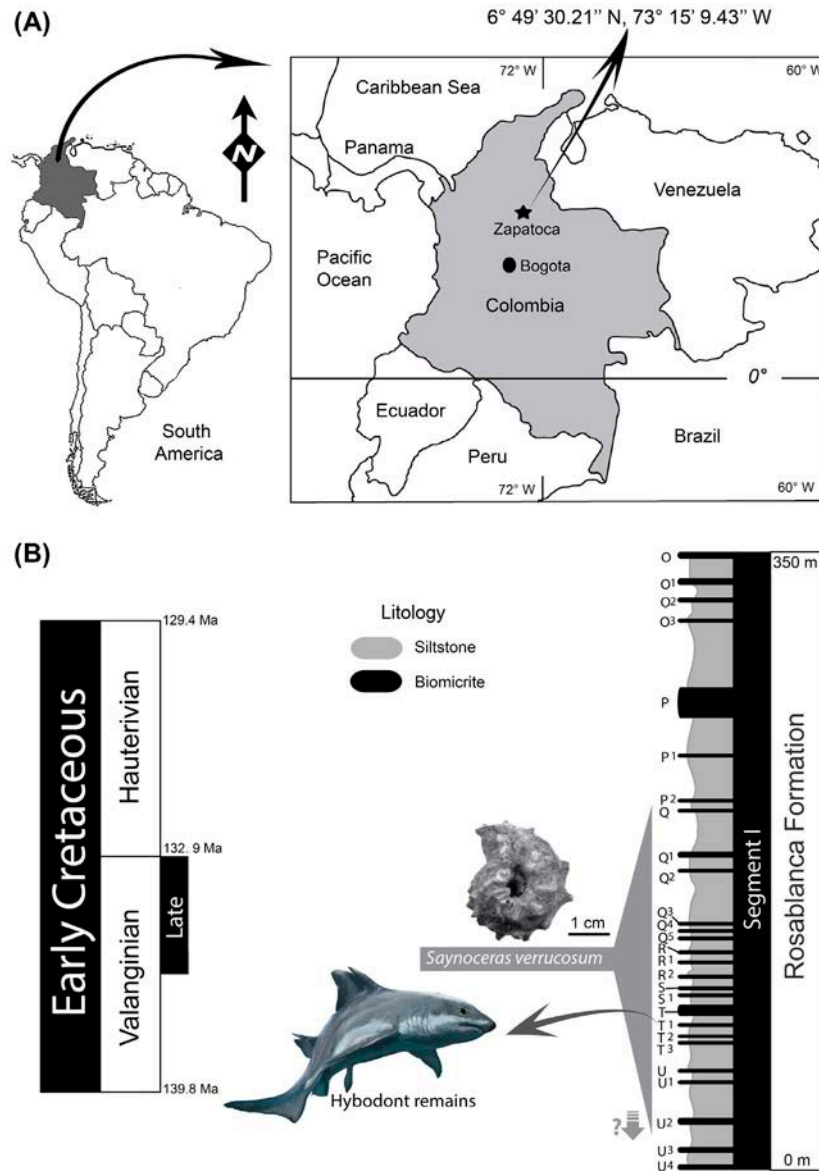 (A)
6° 49’ 30.21’’ N, 73° 15’ 9.43’’ W
72° W
60° W
Caribbean Sea
Panama
N
Venezuela
Zapatoca
Pacific
Ocean
Bogota
Colombia
0°
Ecuador
South
America
Peru
Brazil
72° W
60° W
(B)
O
350 m
O1
O2
129.4 Ma
Litology
O3
Siltstone
Biomicrite
Early Cretaceous
Hauterivian
P
P1
P2
Q
132. 9 Ma
Q1
Q2
Segment I
Rosablanca Formation
Late
Valanginian
1 cm
Q3
Q4
Q5
R
Saynoceras verrucosum
R1
R2
S
S1
T
T1
T2
T3
U
U1
139.8 Ma
Hybodont remains
?
U2
U3
U4
0 m